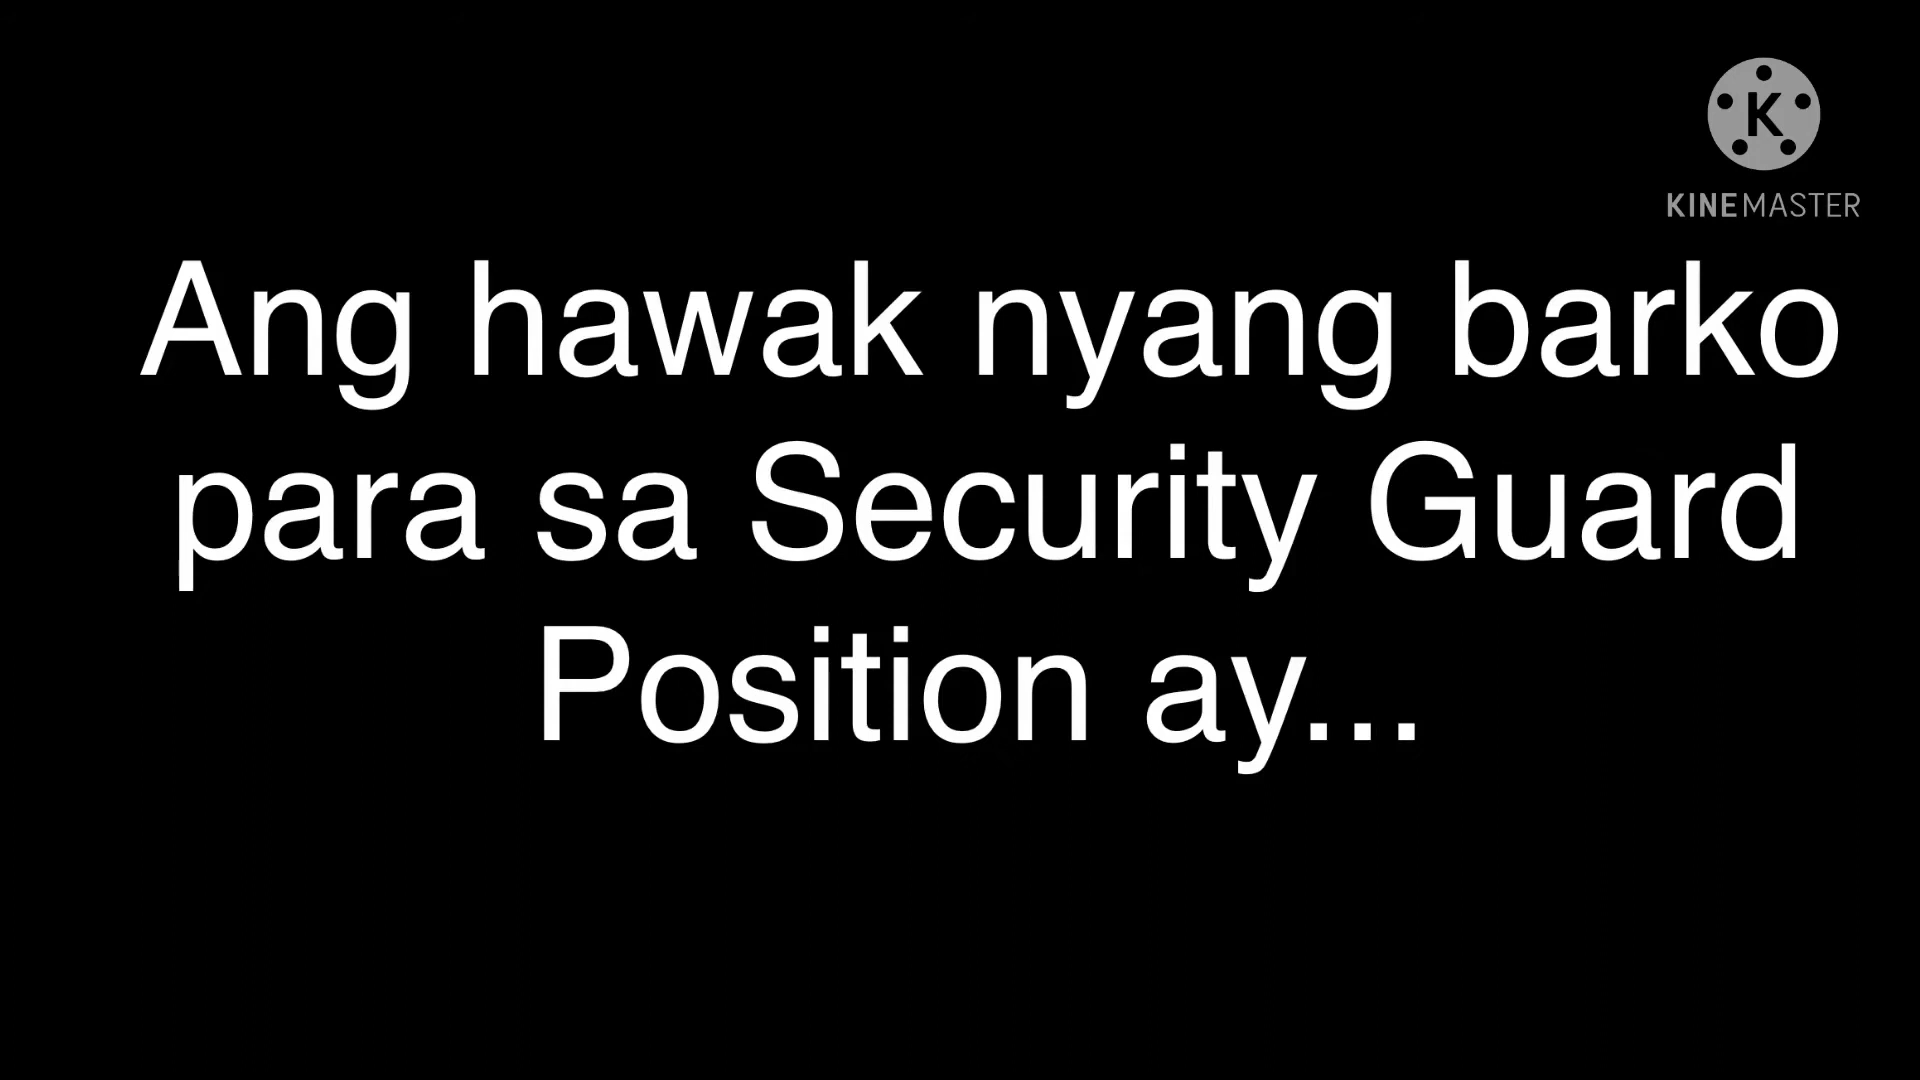 KINEMASTER
Ang hawak nyang barko
para sa Security Guard
Position ay...